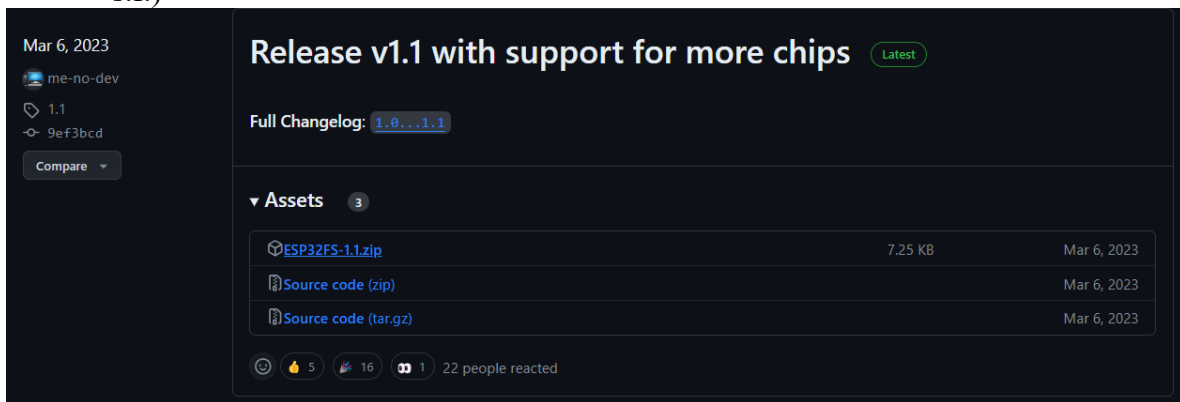 Mar 6, 2023
me-no-dev
1.1
9ef3bcd
Compare
Release v1.1 with support for more chips Latest
Full Changelog: 1.0...1.1
Assets 3
ESP32FS-1.1.zip 7.25 KB Mar 6, 2023
Source code (zip) Mar 6, 2023
Source code (tar.gz) Mar 6, 2023
5 16 1 22 people reacted